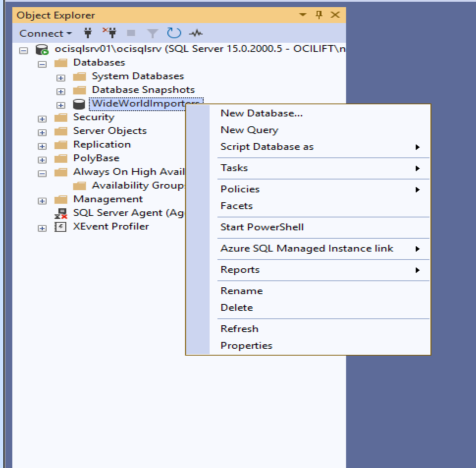 Object Explorer
Connect
ocisqlsrv01\ocisqlsrv (SQL Server 15.0.2000.5 - OCILIFT\n
Databases
System Databases
Database Snapshots
WideWorldImporters
Security
Server Objects
Replication
PolyBase
Always On High Avail
Availability Group
Management
SQL Server Agent (Ag
XEvent Profiler
New Database...
New Query
Script Database as
Tasks
Policies
Facets
Start PowerShell
Azure SQL Managed Instance link
Reports
Rename
Delete
Refresh
Properties